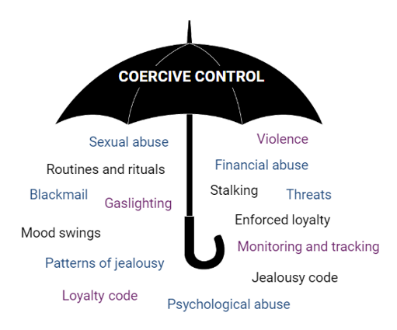 COERCIVE CONTROL
Sexual abuse
Violence
Routines and rituals
Financial abuse
Blackmail
Gaslighting
Stalking
Threats
Mood swings
Enforced loyalty
Monitoring and tracking
Patterns of jealousy
Jealousy code
Loyalty code
Psychological abuse